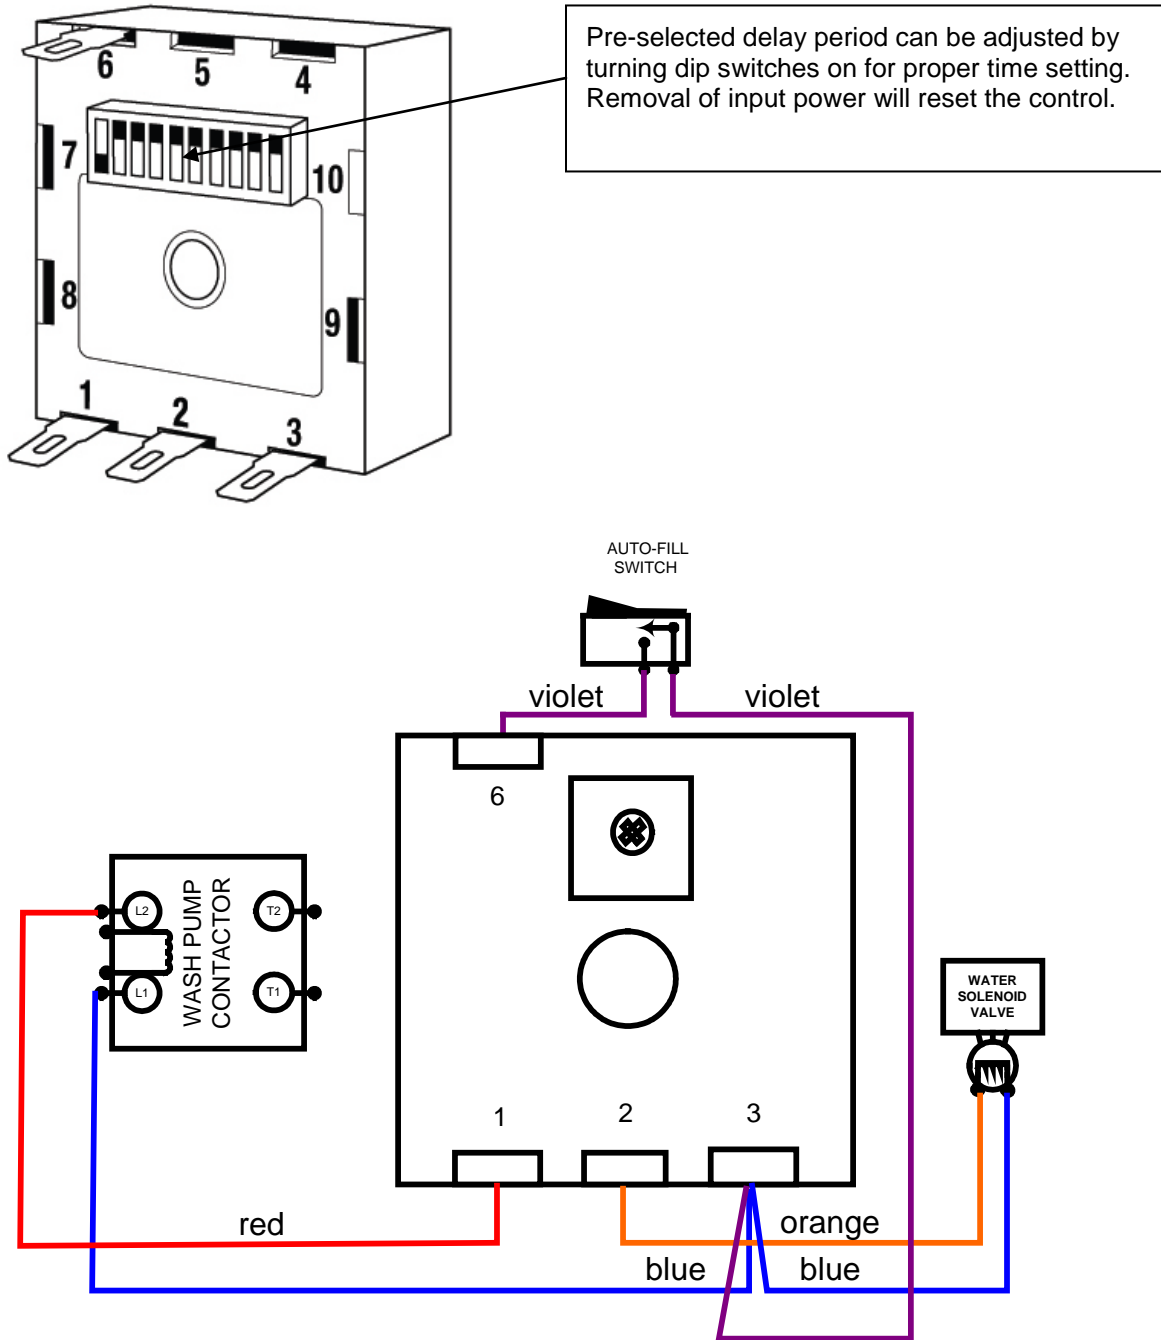 Pre-selected delay period can be adjusted by
turning dip switches on for proper time setting.
Removal of input power will reset the control.
6
5
4
7
10
8
9
1
2
3
AUTO-FILL
SWITCH
violet
violet
6
WASH PUMP
CONTACTOR
L2
T2
L1
T1
WATER
SOLENOID
VALVE
1
2
3
red
orange
blue
blue